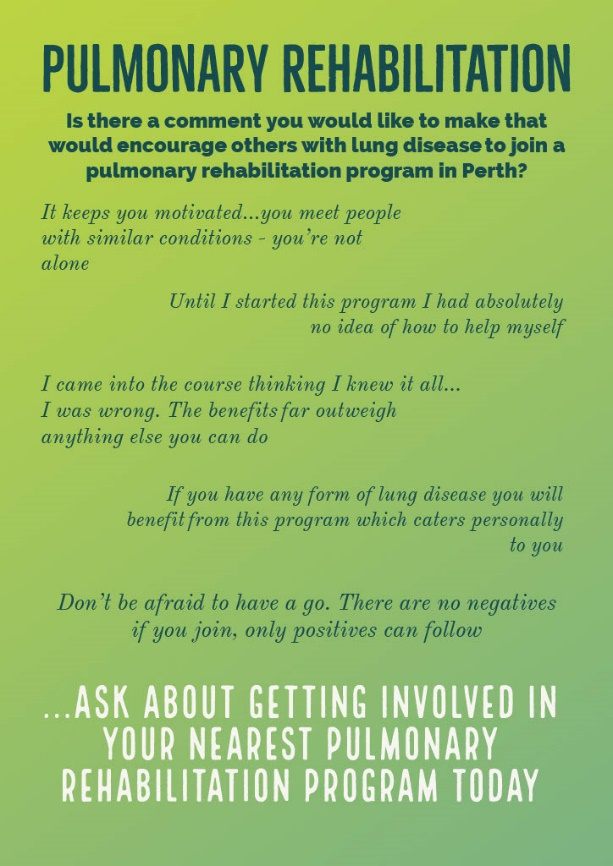 PULMONARY REHABILITATION
Is there a comment you would like to make that
would encourage others with lung disease to join a
pulmonary rehabilitation program in Perth?
It keeps you motivated...you meet people
with similar conditions - you're not
alone
Until I started this program I had absolutely
no idea of how to help myself
I came into the course thinking I knew it all...
I was wrong. The benefits far outweigh
anything else you can do
If you have any form of lung disease you will
benefit from this program which caters personally
to you
Don't be afraid to have a go. There are no negatives
if you join, only positives can follow
...ASK ABOUT GETTING INVOLVED IN
YOUR NEAREST PULMONARY
REHABILITATION PROGRAM TODAY